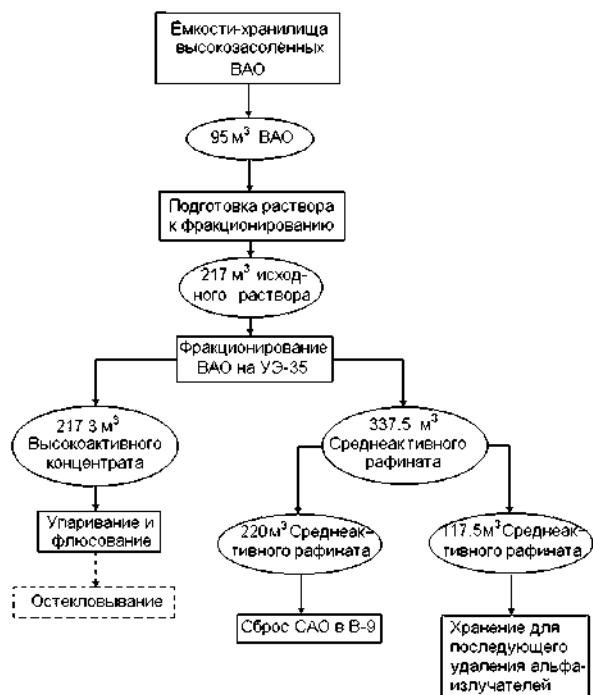 Ёмкости-хранилища
высокозасолённых
ВАО
95 м³ ВАО
Подготовка раствора
к фракционированию
217 м³ исход-
ного раствора
Фракционирование
ВАО на УЭ-35
217 3 м³
Высокоактивного
концентрата
337.5 м³
Среднеактивного
рафината
Упаривание и
флюсование
220м³ Среднеак-
тивного рафината
117.5м³ Среднеак-
тивного рафината
Остекловывание
Сброс САО в В-9
Хранение для
последующего
удаления альфа-
излучателей